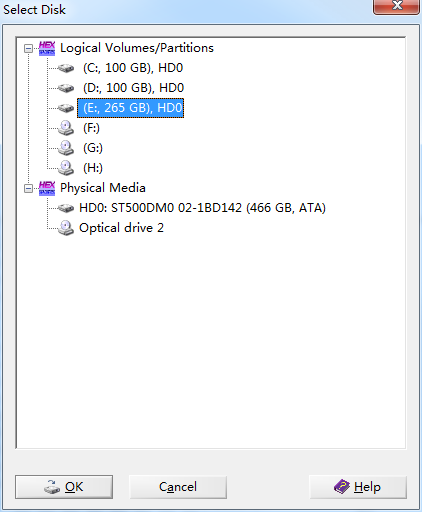 Select Disk
Logical Volumes/Partitions
(C:, 100 GB), HD0
(D:, 100 GB), HD0
(E:, 265 GB), HD0
(F:)
(G:)
(H:)
Physical Media
HD0: ST500DM0 02-1BD142 (466 GB, ATA)
Optical drive 2
OK
Cancel
Help